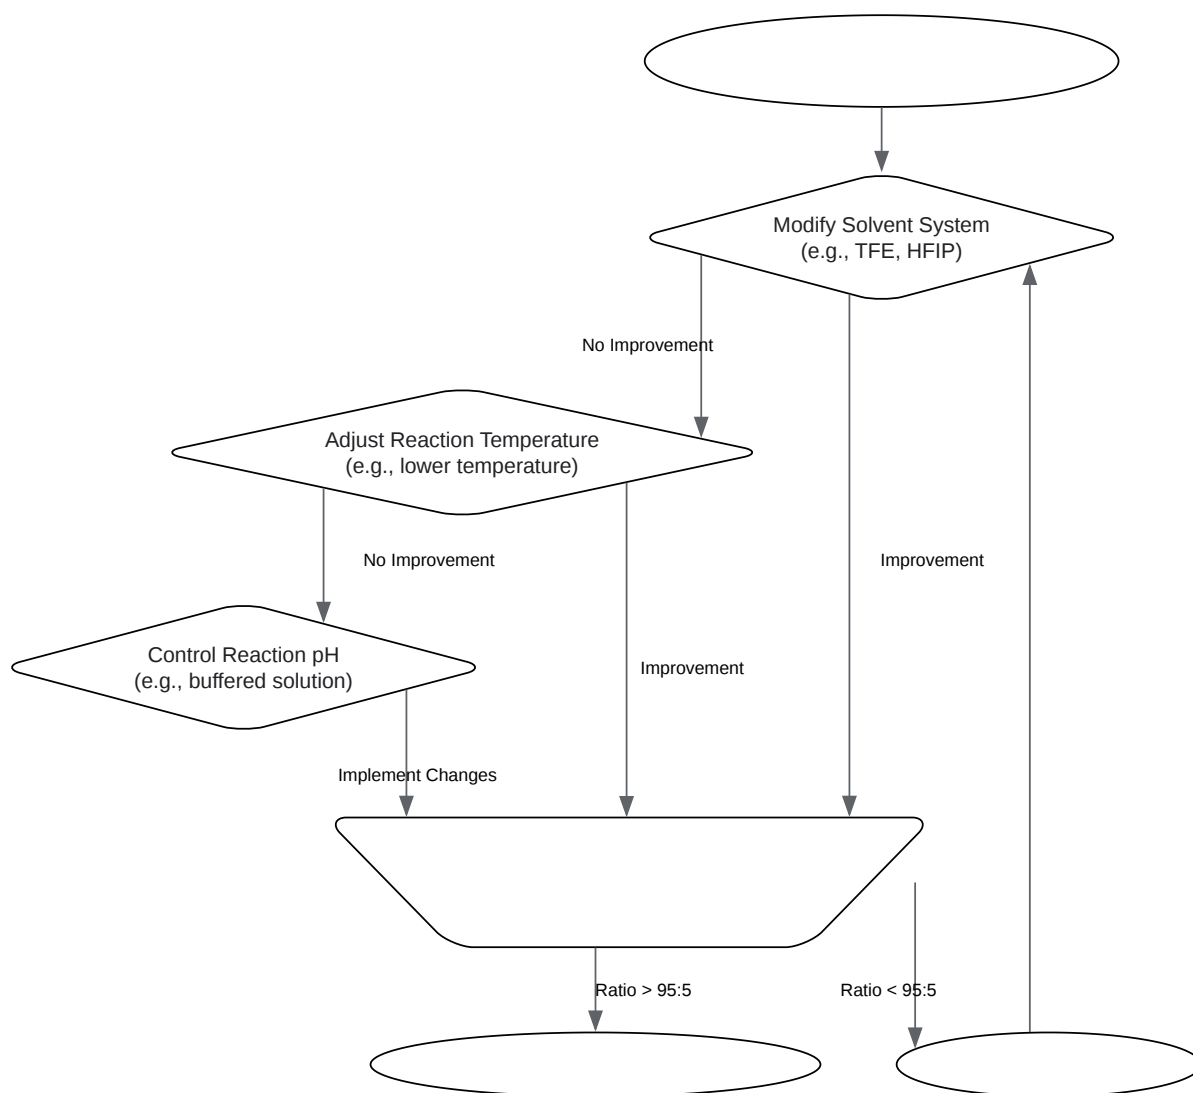 Modify Solvent System
(e.g., TFE, HFIP)
No Improvement
Adjust Reaction Temperature
(e.g., lower temperature)
No Improvement
Improvement
Control Reaction pH
(e.g., buffered solution)
Improvement
Implement Changes
Ratio > 95:5
Ratio < 95:5